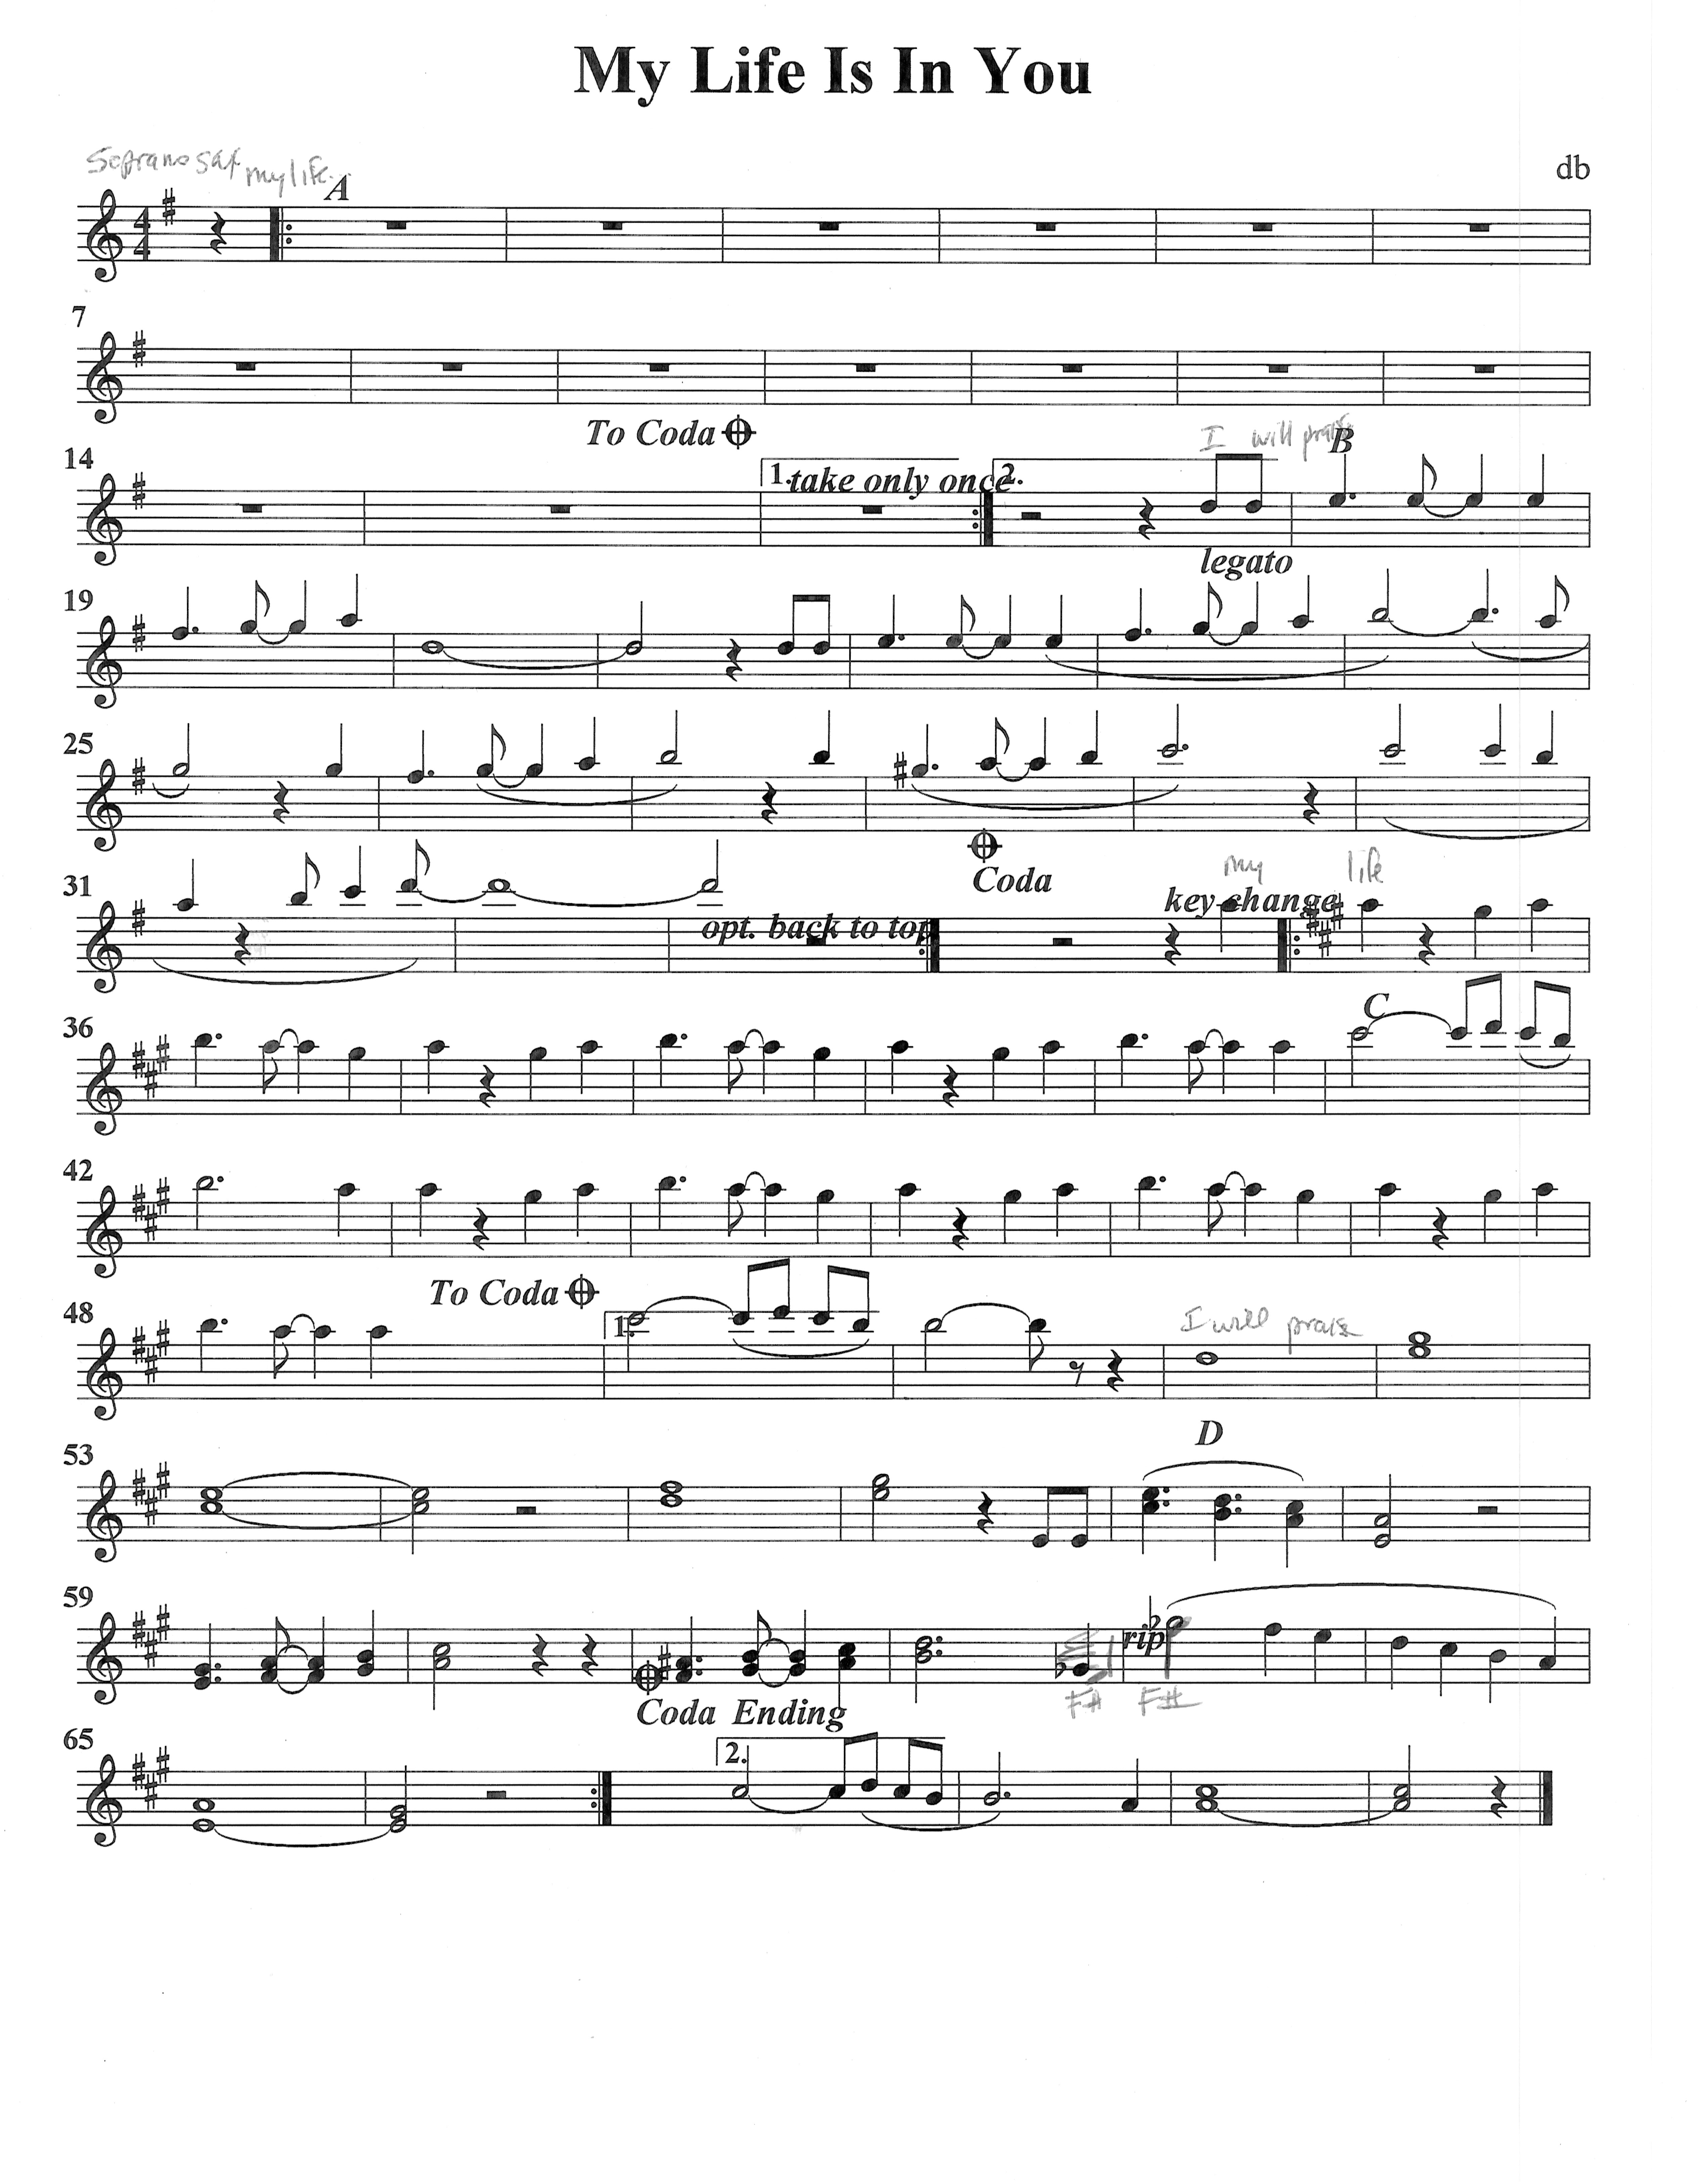 My Life Is In You
Soprano sax my life...
db
A
4
4
7
To Coda
I will praise
B
14
1. take only once
2.
legato
19
25
Coda
my life
31
key change
opt. back to top
36
C
42
To Coda
48
1.
I will praise
53
D
59
rip
F# F#
Coda Ending
65
2.